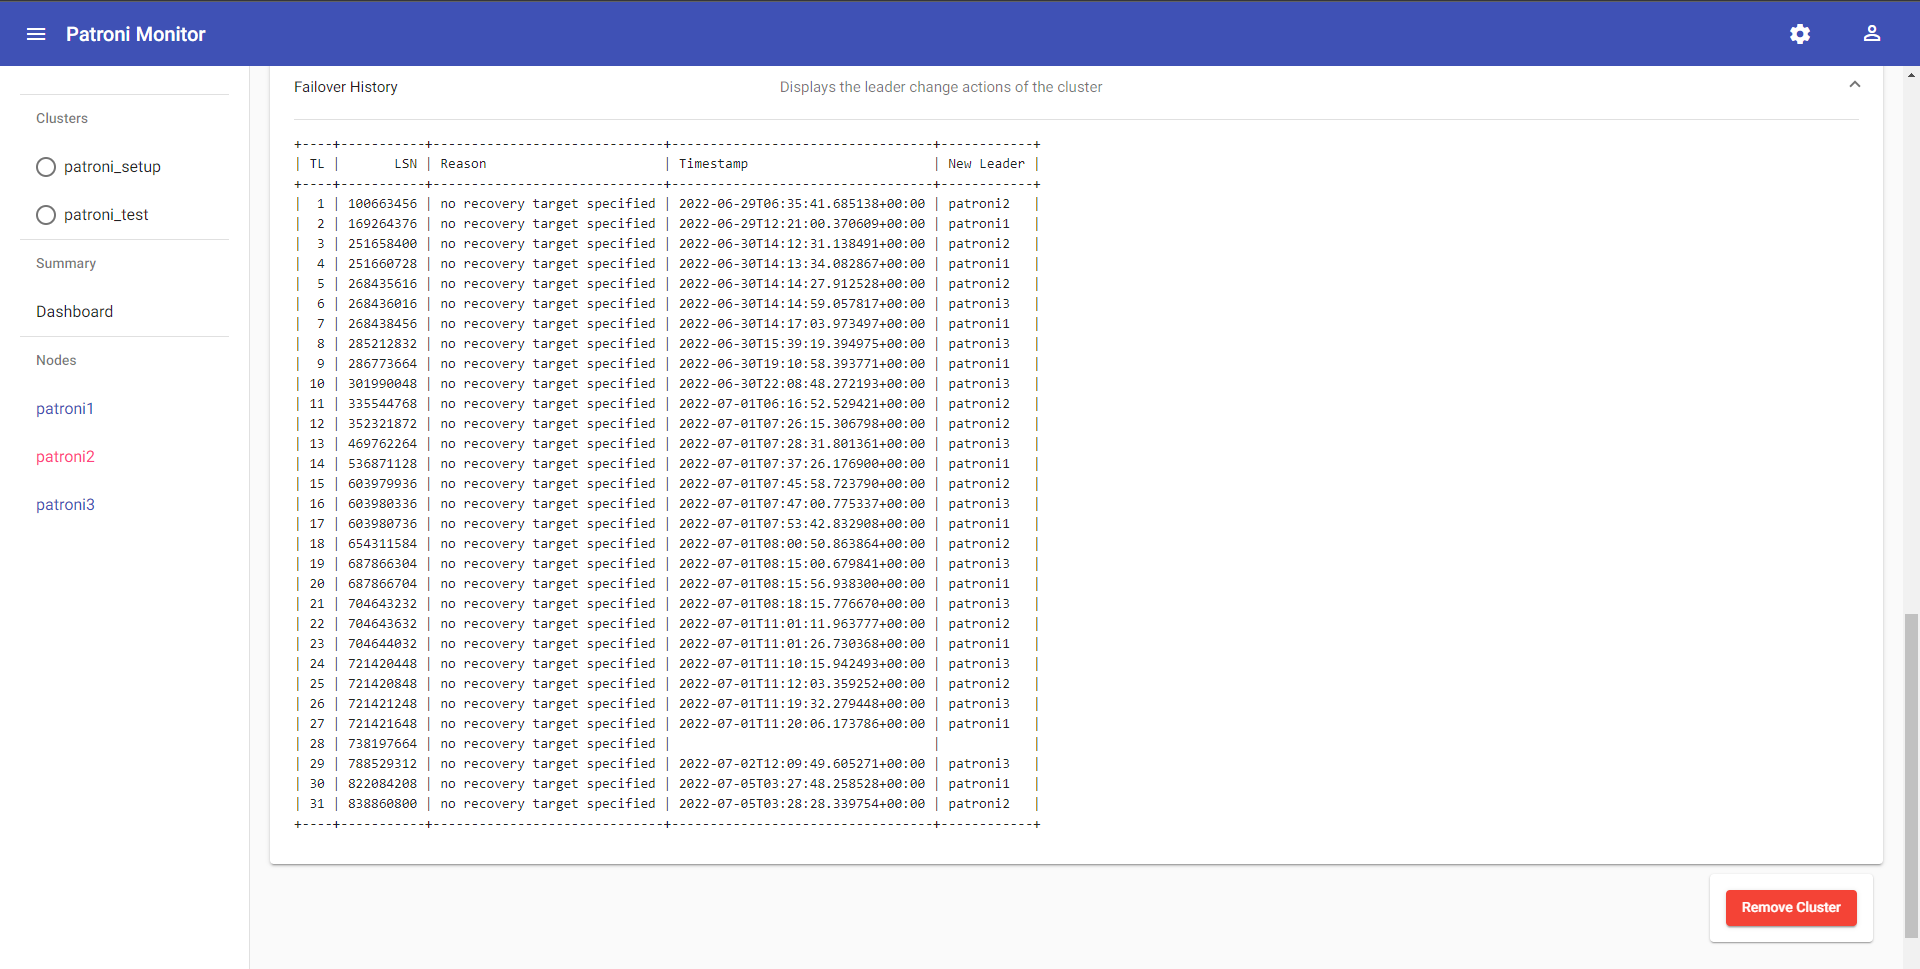 Patroni Monitor
Clusters
patroni_setup
patroni_test
Summary
Dashboard
Nodes
patroni1
patroni2
patroni3
Failover History Displays the leader change actions of the cluster
+----+-----------+------------------------------+----------------------------------+------------+
| TL |       LSN | Reason                       | Timestamp                        | New Leader |
+----+-----------+------------------------------+----------------------------------+------------+
|  1 | 100663456 | no recovery target specified | 2022-06-29T06:35:41.685138+00:00 | patroni2   |
|  2 | 169264376 | no recovery target specified | 2022-06-29T12:21:00.370609+00:00 | patroni1   |
|  3 | 251658400 | no recovery target specified | 2022-06-30T14:12:31.138491+00:00 | patroni2   |
|  4 | 251660728 | no recovery target specified | 2022-06-30T14:13:34.082867+00:00 | patroni1   |
|  5 | 268435616 | no recovery target specified | 2022-06-30T14:14:27.912528+00:00 | patroni2   |
|  6 | 268436016 | no recovery target specified | 2022-06-30T14:14:59.057817+00:00 | patroni3   |
|  7 | 268438456 | no recovery target specified | 2022-06-30T14:17:03.973497+00:00 | patroni1   |
|  8 | 285212832 | no recovery target specified | 2022-06-30T15:39:19.394975+00:00 | patroni3   |
|  9 | 286773664 | no recovery target specified | 2022-06-30T19:10:58.393771+00:00 | patroni1   |
| 10 | 301990048 | no recovery target specified | 2022-06-30T22:08:48.272193+00:00 | patroni3   |
| 11 | 335544768 | no recovery target specified | 2022-07-01T06:16:52.529421+00:00 | patroni2   |
| 12 | 352321872 | no recovery target specified | 2022-07-01T07:26:15.306798+00:00 | patroni2   |
| 13 | 469762264 | no recovery target specified | 2022-07-01T07:28:31.801361+00:00 | patroni3   |
| 14 | 536871128 | no recovery target specified | 2022-07-01T07:37:26.176900+00:00 | patroni1   |
| 15 | 603979936 | no recovery target specified | 2022-07-01T07:45:58.723790+00:00 | patroni2   |
| 16 | 603980336 | no recovery target specified | 2022-07-01T07:47:00.775337+00:00 | patroni3   |
| 17 | 603980736 | no recovery target specified | 2022-07-01T07:53:42.832908+00:00 | patroni1   |
| 18 | 654311584 | no recovery target specified | 2022-07-01T08:00:50.863864+00:00 | patroni2   |
| 19 | 687866304 | no recovery target specified | 2022-07-01T08:15:00.679841+00:00 | patroni3   |
| 20 | 687866704 | no recovery target specified | 2022-07-01T08:15:56.938300+00:00 | patroni1   |
| 21 | 704643232 | no recovery target specified | 2022-07-01T08:18:15.776670+00:00 | patroni3   |
| 22 | 704643632 | no recovery target specified | 2022-07-01T11:01:11.963777+00:00 | patroni2   |
| 23 | 704644032 | no recovery target specified | 2022-07-01T11:01:26.730368+00:00 | patroni1   |
| 24 | 721420448 | no recovery target specified | 2022-07-01T11:10:15.942493+00:00 | patroni3   |
| 25 | 721420848 | no recovery target specified | 2022-07-01T11:12:03.359252+00:00 | patroni2   |
| 26 | 721421248 | no recovery target specified | 2022-07-01T11:19:32.279448+00:00 | patroni3   |
| 27 | 721421648 | no recovery target specified | 2022-07-01T11:20:06.173786+00:00 | patroni1   |
| 28 | 738197664 | no recovery target specified |                                  |            |
| 29 | 788529312 | no recovery target specified | 2022-07-02T12:09:49.605271+00:00 | patroni3   |
| 30 | 822084208 | no recovery target specified | 2022-07-05T03:27:48.258528+00:00 | patroni1   |
| 31 | 838860800 | no recovery target specified | 2022-07-05T03:28:28.339754+00:00 | patroni2   |
+----+-----------+------------------------------+----------------------------------+------------+
Remove Cluster